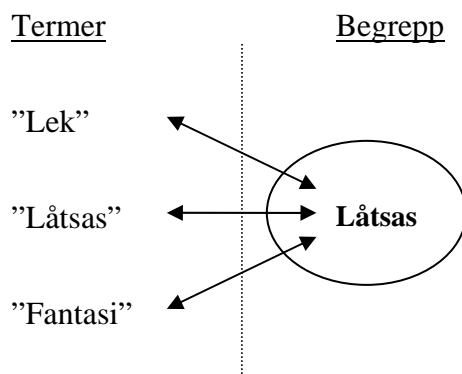 Termer
Begrepp
”Lek”
”Låtsas”
Låtsas
”Fantasi”